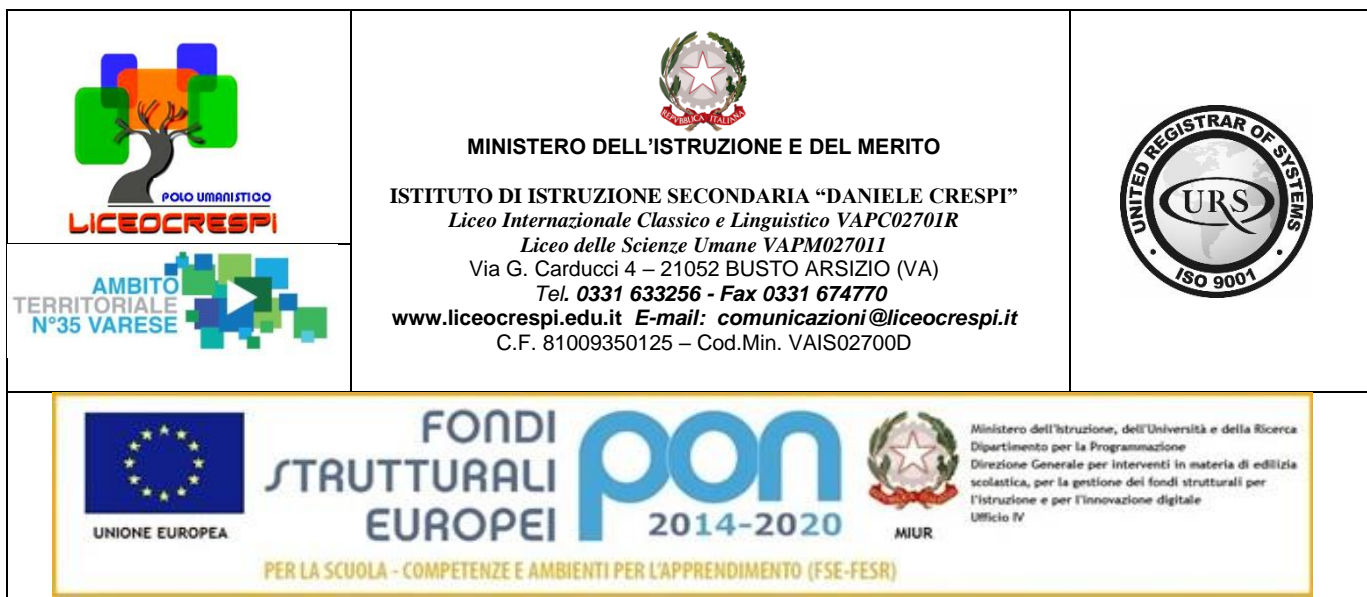 POLO UMANISTICO
LICEOCRESPI
AMBITO
TERRITORIALE
N°35 VARESE
REPVBBLICA ITALIANA
MINISTERO DELL'ISTRUZIONE E DEL MERITO
ISTITUTO DI ISTRUZIONE SECONDARIA “DANIELE CRESPI”
Liceo Internazionale Classico e Linguistico VAPC02701R
Liceo delle Scienze Umane VAPM027011
Via G. Carducci 4 – 21052 BUSTO ARSIZIO (VA)
Tel. 0331 633256 - Fax 0331 674770
www.liceocrespi.edu.it E-mail: comunicazioni@liceocrespi.it
C.F. 81009350125 – Cod.Min. VAIS02700D
UNITED REGISTRAR OF SYSTEMS
URS
ISO 9001
UNIONE EUROPEA
FONDI
STRUTTURALI
EUROPEI
pon
2014-2020
MIUR
Ministero dell'Istruzione, dell'Università e della Ricerca
Dipartimento per la Programmazione
Direzione Generale per interventi in materia di edilizia
scolastica, per la gestione dei fondi strutturali per
l'istruzione e per l'innovazione digitale
Ufficio IV
PER LA SCUOLA - COMPETENZE E AMBIENTI PER L'APPRENDIMENTO (FSE-FESR)